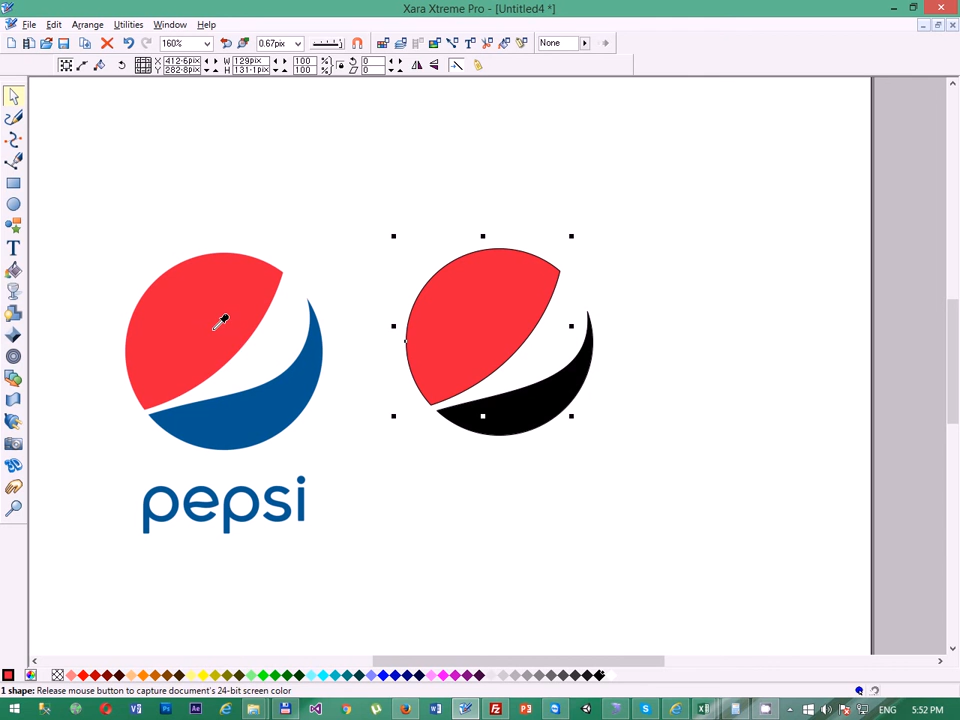 Xara Xtreme Pro - [Untitled4 *]
File Edit Arrange Utilities Window Help
160% 0.67pix None
X 412-6pix W 129pix 100 % 0
Y 282-8pix H 131-1pix 100 % 0
T
pepsi
3D
1 shape: Release mouse button to capture document's 24-bit screen color
ENG 5:52 PM